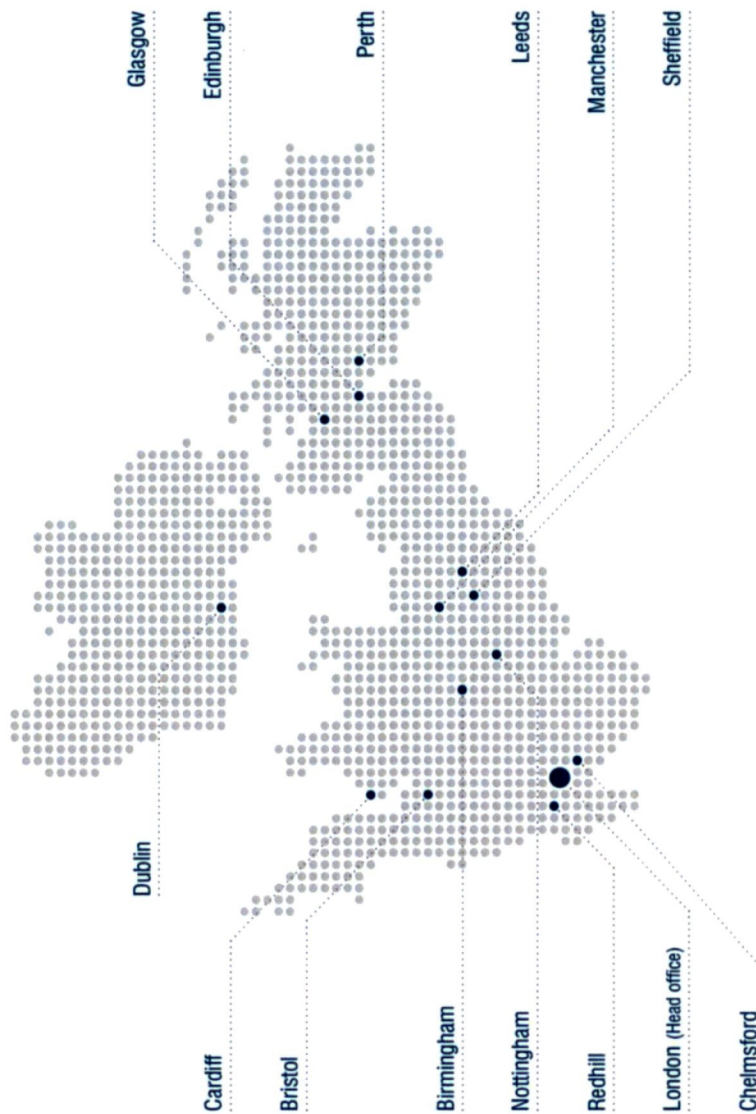 Glasgow
Edinburgh
Perth
Leeds
Manchester
Sheffield
Dublin
Cardiff
Bristol
Birmingham
Nottingham
Redhill
London (Head office)
Chelmsford